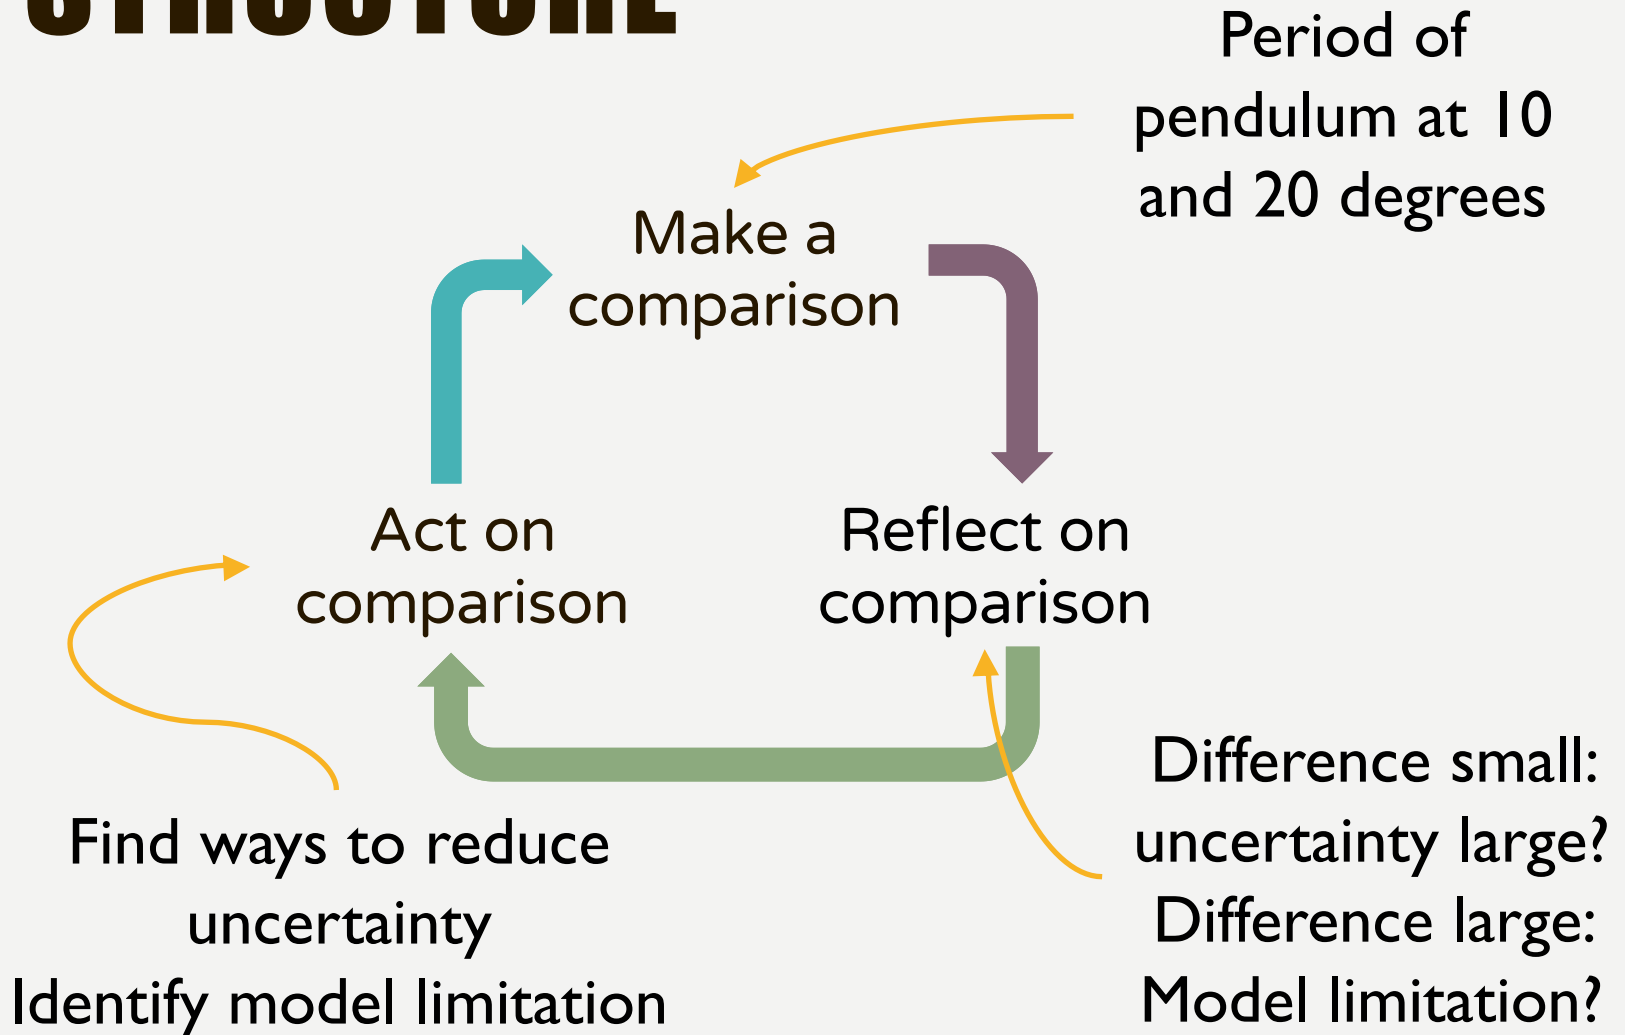 STRUCTURE
Period of
pendulum at 10
and 20 degrees
Make a
comparison
Act on
comparison
Reflect on
comparison
Find ways to reduce
uncertainty
Identify model limitation
Difference small:
uncertainty large?
Difference large:
Model limitation?